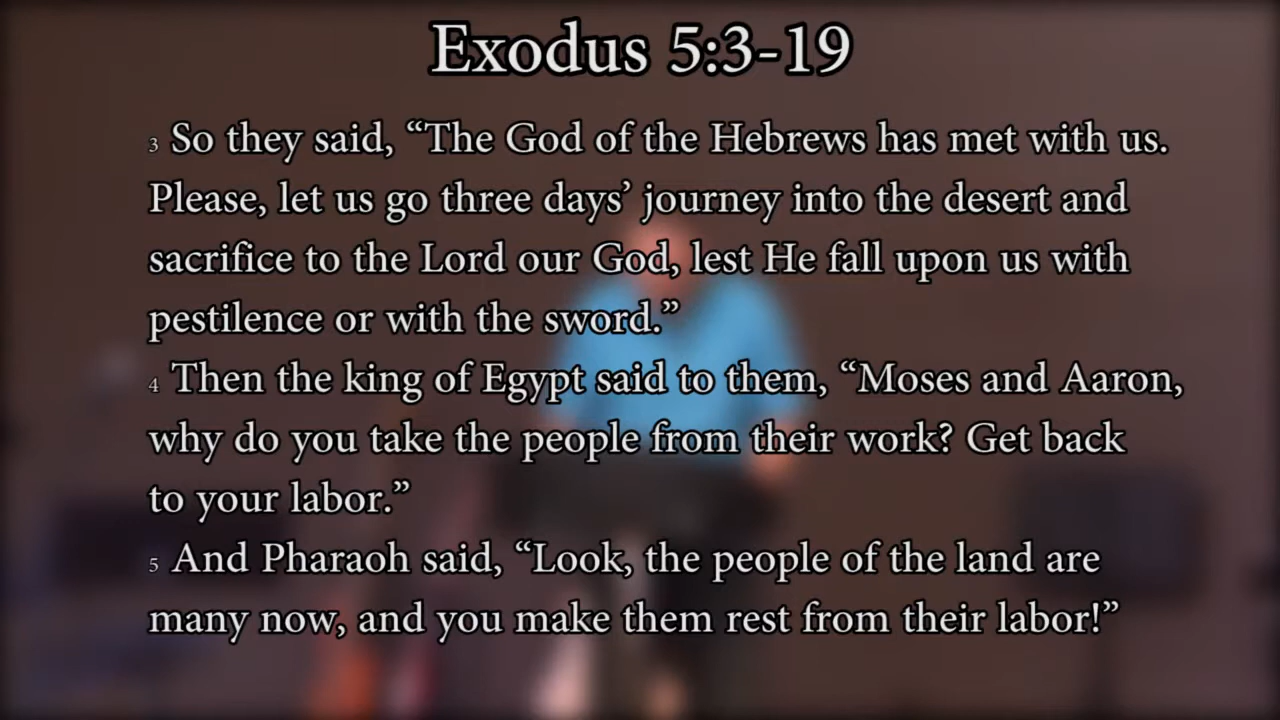 Exodus 5:3-19
3 So they said, “The God of the Hebrews has met with us.
Please, let us go three days’ journey into the desert and
sacrifice to the Lord our God, lest He fall upon us with
pestilence or with the sword.”
4 Then the king of Egypt said to them, “Moses and Aaron,
why do you take the people from their work? Get back
to your labor.”
5 And Pharaoh said, “Look, the people of the land are
many now, and you make them rest from their labor!”